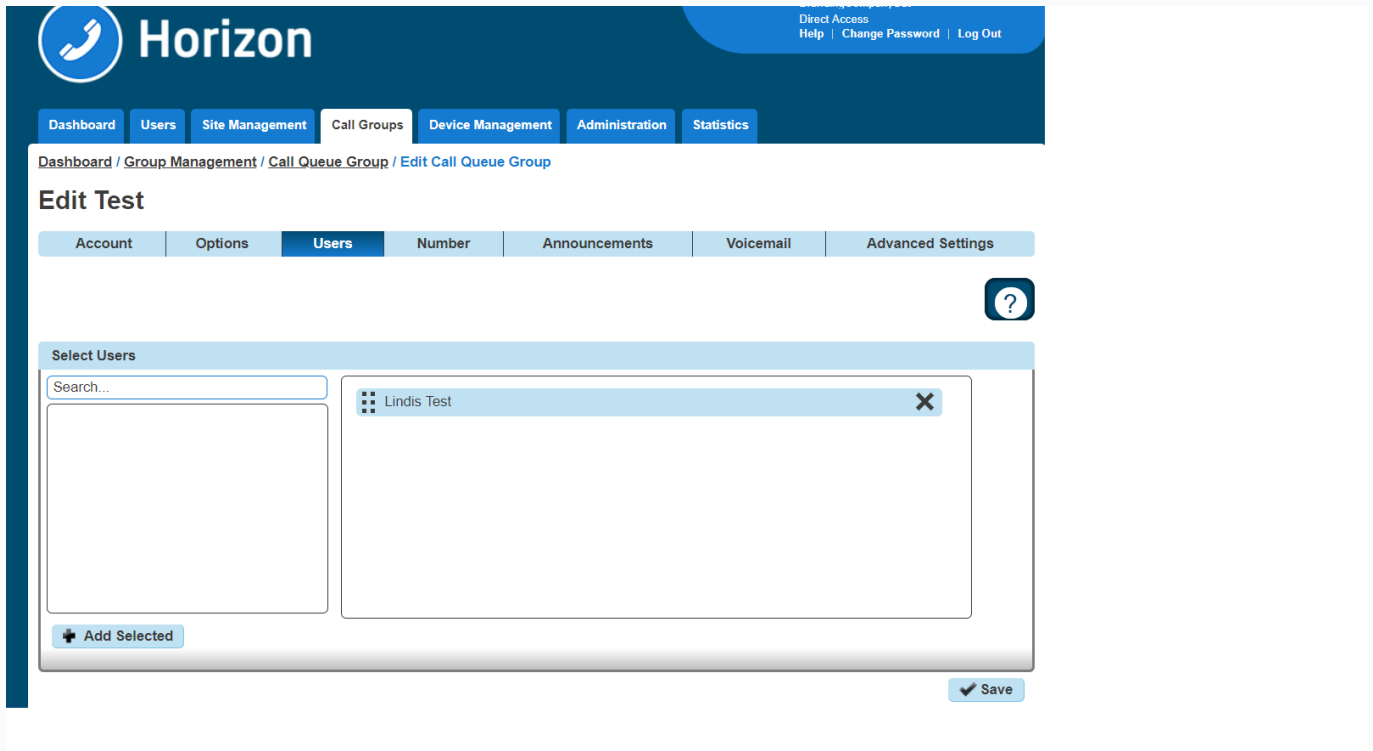 Direct Access
Help | Change Password | Log Out
Horizon
Dashboard Users Site Management Call Groups Device Management Administration Statistics
Dashboard / Group Management / Call Queue Group / Edit Call Queue Group
Edit Test
Account Options Users Number Announcements Voicemail Advanced Settings
?
Select Users
Search...
Lindis Test
Add Selected
Save